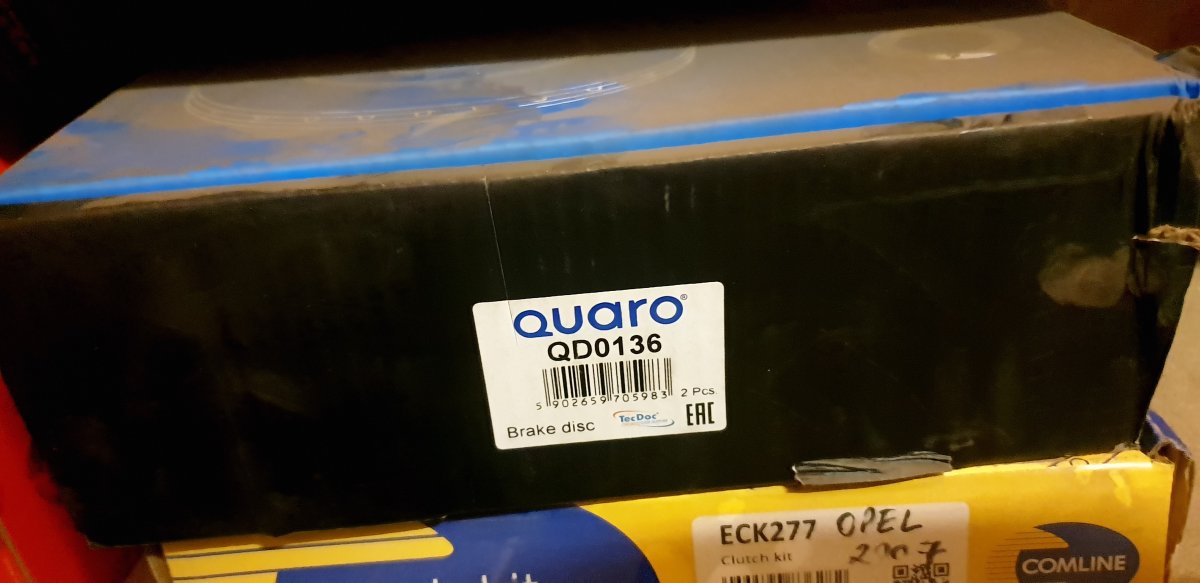 QUARO®
QD0136
5 902659 705983
2 Pcs.
Brake disc
TecDoc
EAC
ECK277 OPEL
Clutch kit
2007
COMLINE